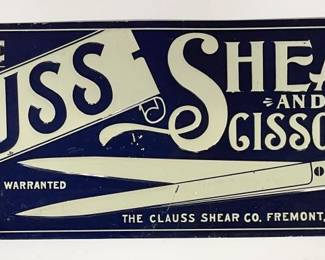 USS SHEA
AND
SCISSO
WARRANTED
THE CLAUSS SHEAR CO. FREMONT,